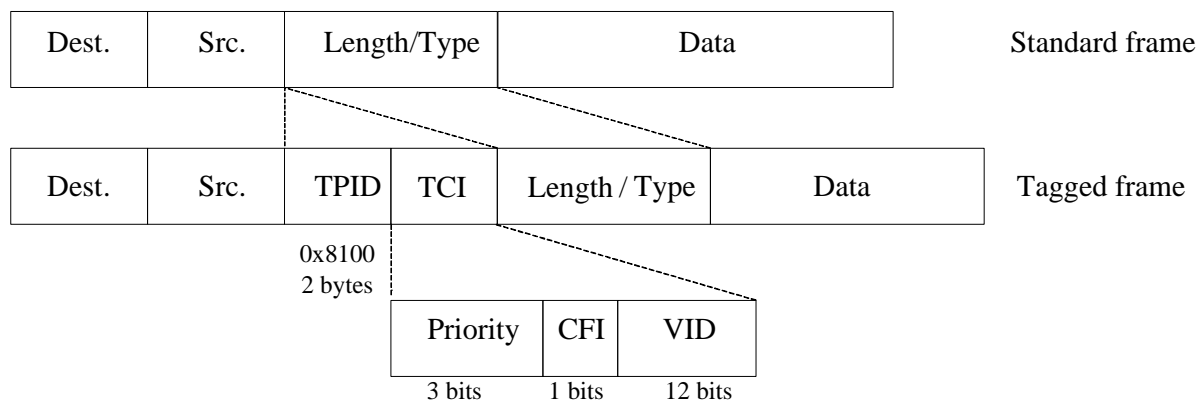 Dest. Src. Length/Type Data Standard frame
Dest. Src. TPID TCI Length / Type Data Tagged frame
0x8100
2 bytes
Priority CFI VID
3 bits 1 bits 12 bits